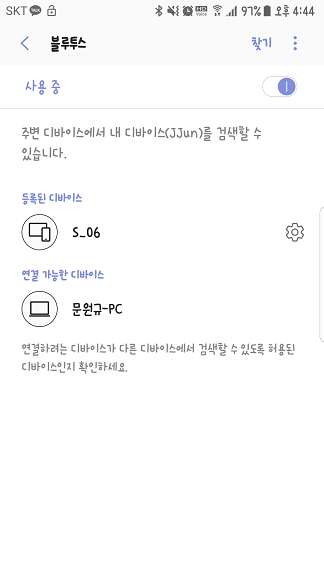 SKT TALK HD Voice 97% 오후 4:44
블루투스 찾기
사용 중
주변 디바이스에서 내 디바이스(JJun)를 검색할 수
있습니다.
등록된 디바이스
S_06
연결 가능한 디바이스
문원규-PC
연결하려는 디바이스가 다른 디바이스에서 검색할 수 있도록 허용된
디바이스인지 확인하세요.